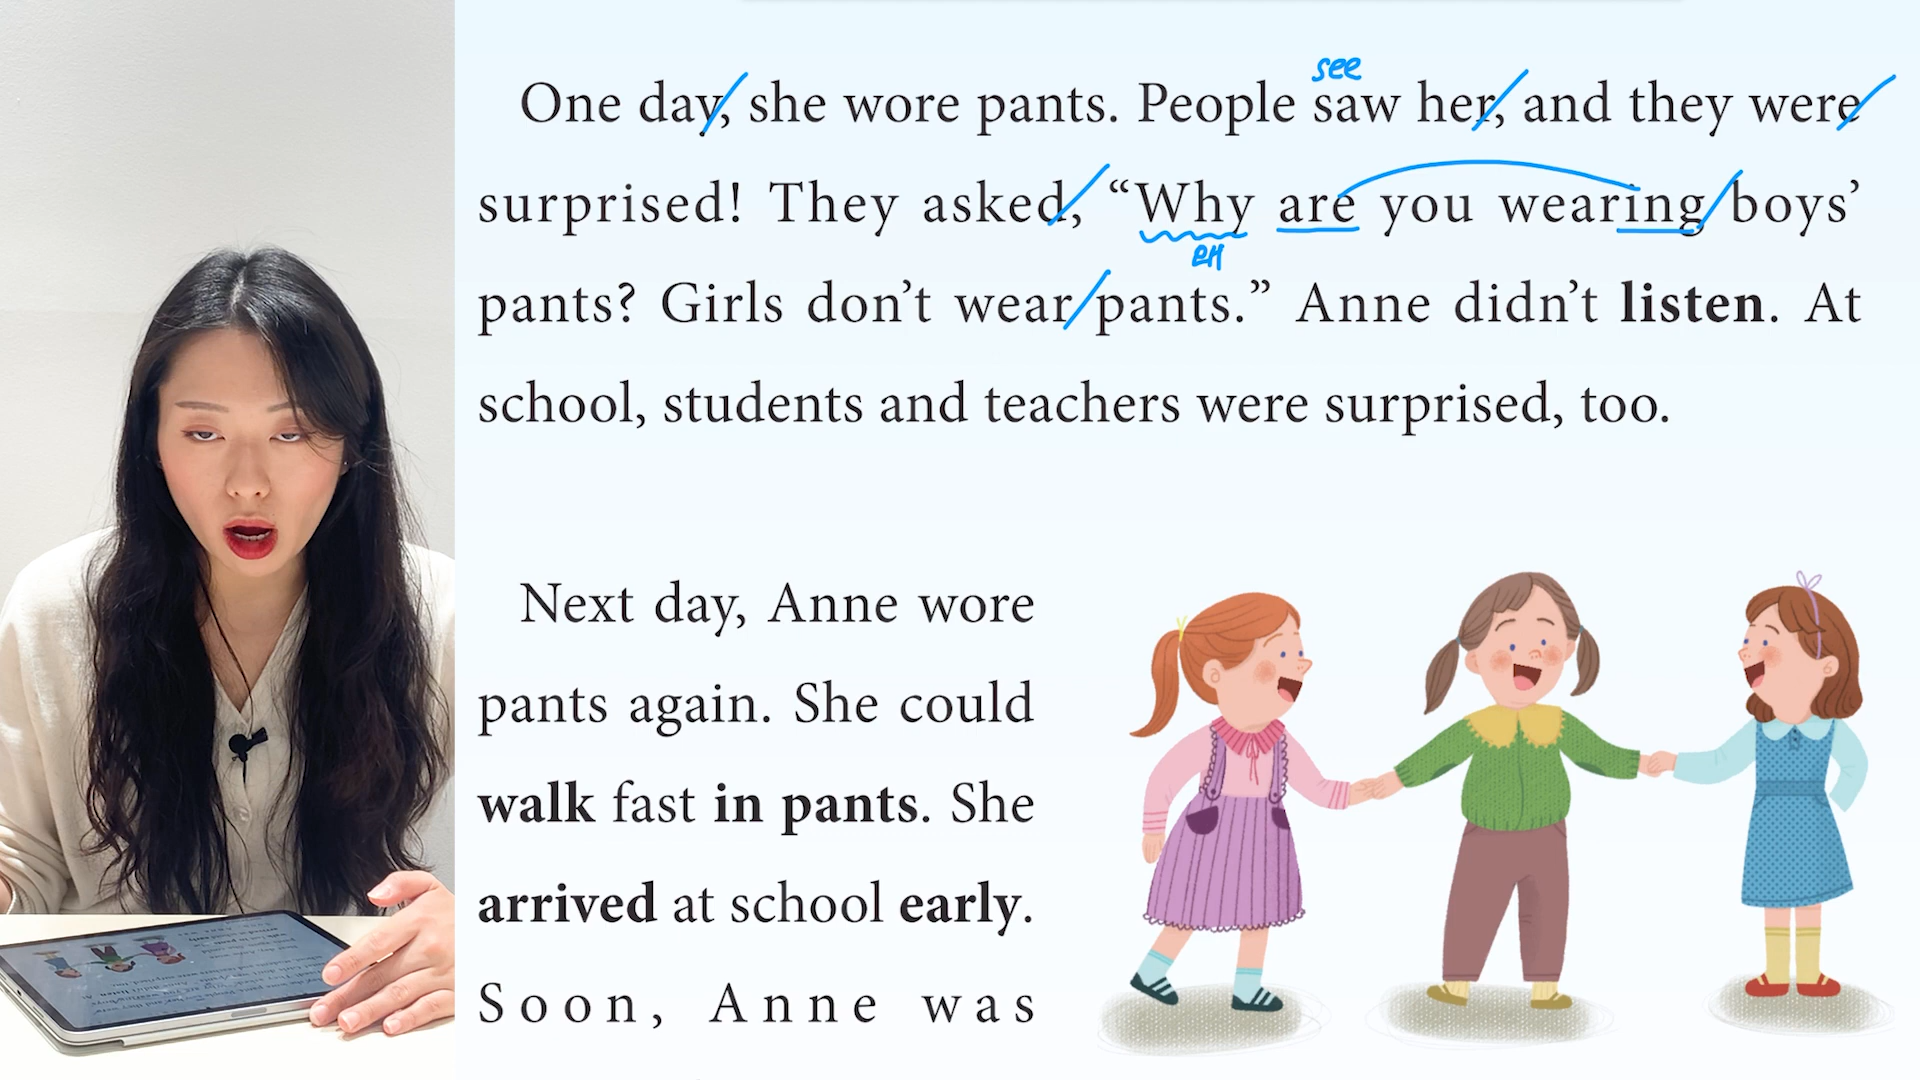 see
One day, she wore pants. People saw her, and they were
surprised! They asked, “Why are you wearing boys’
pants? Girls don’t wear pants.” Anne didn’t listen. At
school, students and teachers were surprised, too.
Next day, Anne wore
pants again. She could
walk fast in pants. She
arrived at school early.
Soon, Anne was